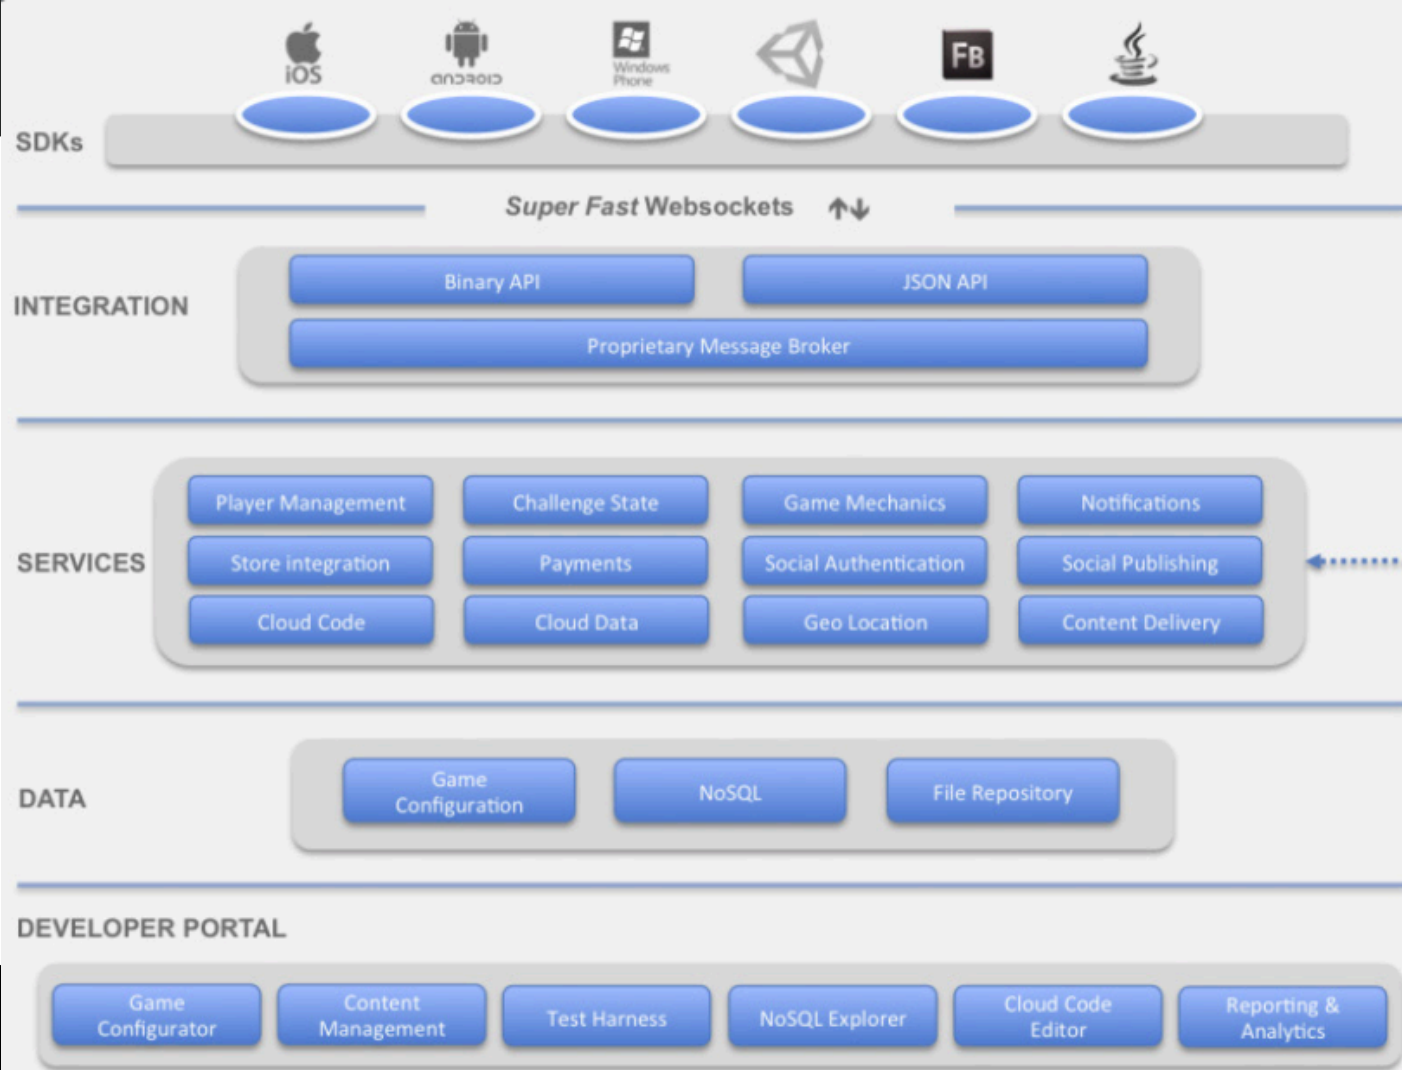 iOS
ANDROID
Windows
Phone
FB
SDKs
Super Fast Websockets
Binary API
JSON API
INTEGRATION
Proprietary Message Broker
Player Management
Challenge State
Game Mechanics
Notifications
SERVICES
Store integration
Payments
Social Authentication
Social Publishing
Cloud Code
Cloud Data
Geo Location
Content Delivery
DATA
Game
Configuration
NoSQL
File Repository
DEVELOPER PORTAL
Game
Configurator
Content
Management
Test Harness
NoSQL Explorer
Cloud Code
Editor
Reporting &
Analytics